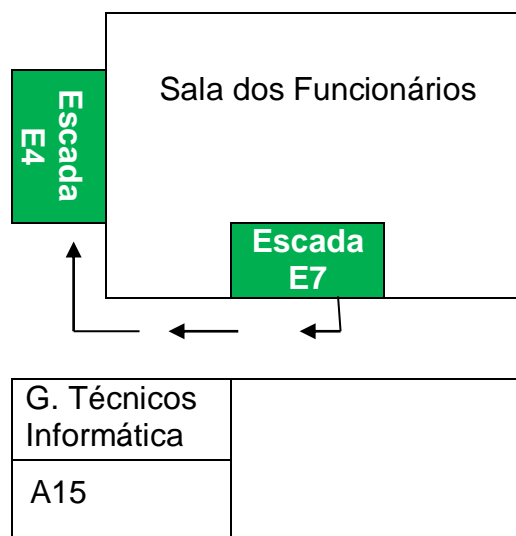 Sala dos Funcionários
Escada
E4
Escada
E7
G. Técnicos
Informática
A15